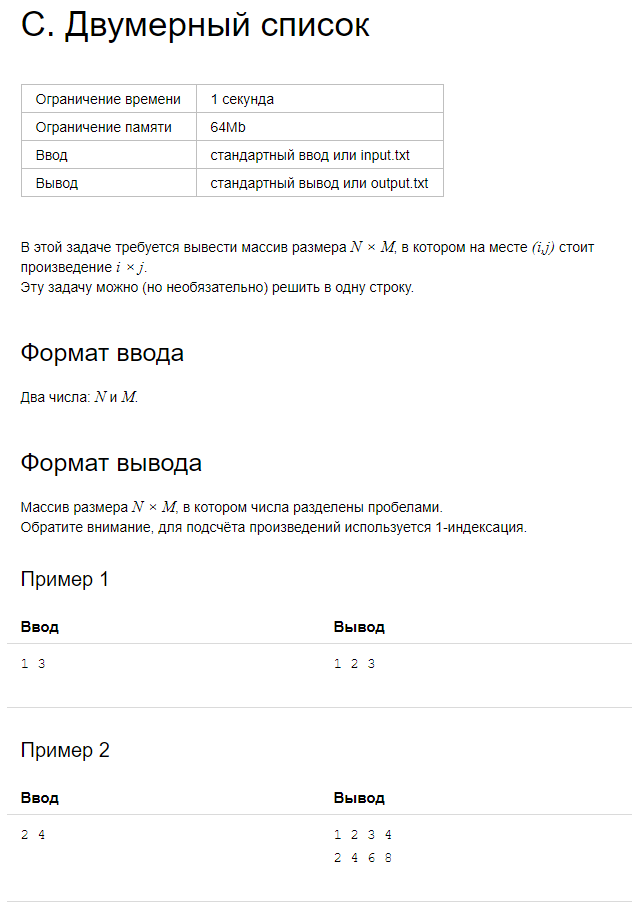 С. Двумерный список
Ограничение времени 1 секунда
Ограничение памяти 64Mb
Ввод стандартный ввод или input.txt
Вывод стандартный вывод или output.txt
В этой задаче требуется вывести массив размера N × M, в котором на месте (i,j) стоит
произведение i × j.
Эту задачу можно (но необязательно) решить в одну строку.
Формат ввода
Два числа: N и M.
Формат вывода
Массив размера N × M, в котором числа разделены пробелами.
Обратите внимание, для подсчёта произведений используется 1-индексация.
Пример 1
Ввод Вывод
1 3 1 2 3
Пример 2
Ввод Вывод
2 4 1 2 3 4
2 4 6 8